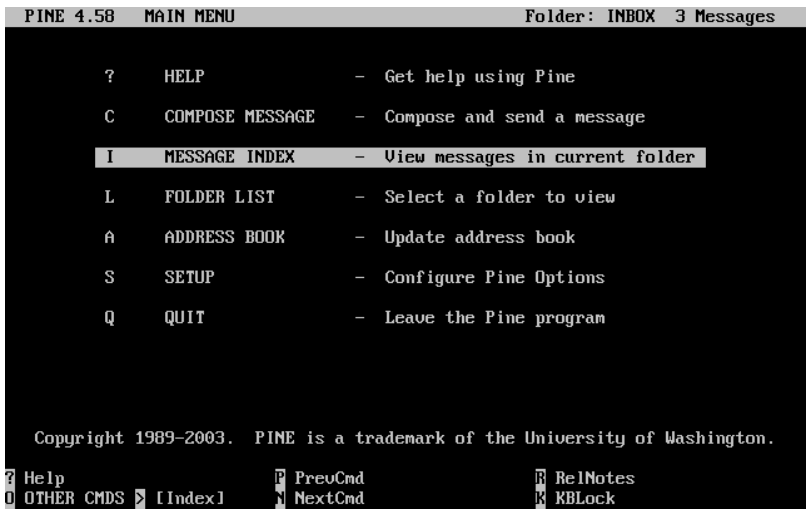 PINE 4.58 MAIN MENU Folder: INBOX 3 Messages
? HELP - Get help using Pine
C COMPOSE MESSAGE - Compose and send a message
I MESSAGE INDEX - View messages in current folder
L FOLDER LIST - Select a folder to view
A ADDRESS BOOK - Update address book
S SETUP - Configure Pine Options
Q QUIT - Leave the Pine program
Copyright 1989-2003. PINE is a trademark of the University of Washington.
? Help P PrevCmd R RelNotes
O OTHER CMDS > [Index] N NextCmd K KBLock